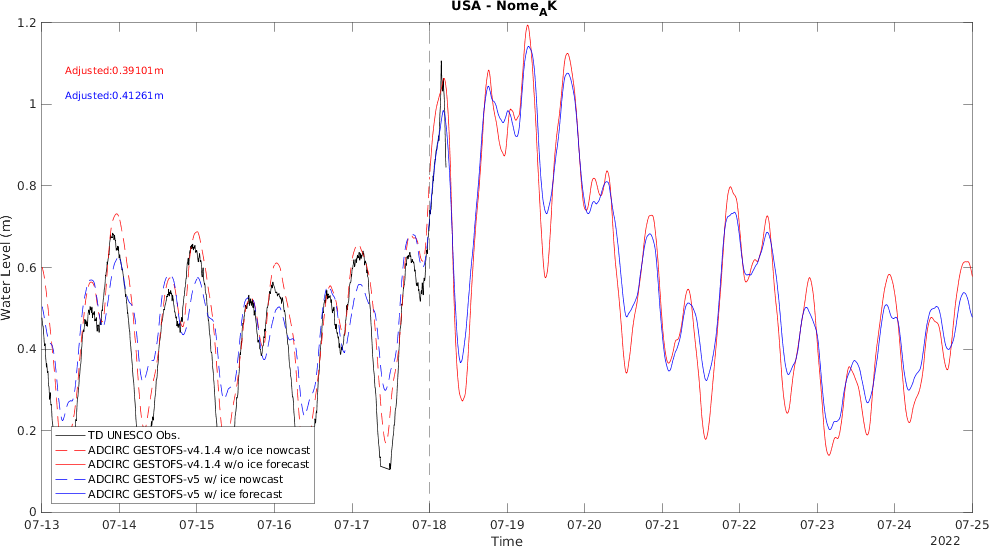 USA - Nome_AK
1.2
1
0.8
0.6
0.4
0.2
0
Water Level (m)
Adjusted:0.39101m
Adjusted:0.41261m
TD UNESCO Obs.
ADCIRC GESTOFS-v4.1.4 w/o ice nowcast
ADCIRC GESTOFS-v4.1.4 w/o ice forecast
ADCIRC GESTOFS-v5 w/ ice nowcast
ADCIRC GESTOFS-v5 w/ ice forecast
07-13 07-14 07-15 07-16 07-17 07-18 07-19 07-20 07-21 07-22 07-23 07-24 07-25
Time
2022